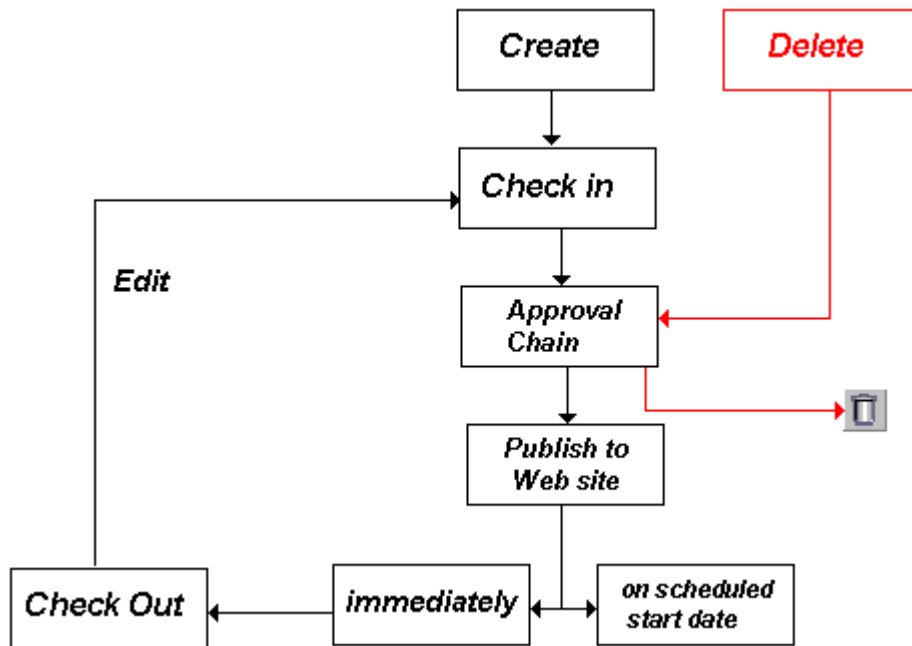 Create
Delete
Check in
Edit
Approval
Chain
Publish to
Web site
Check Out
immediately
on scheduled
start date